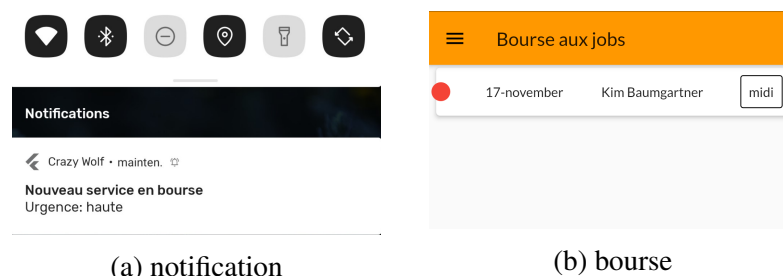 Notifications
Crazy Wolf • mainten.
Nouveau service en bourse
Urgence: haute
(a) notification
Bourse aux jobs
17-november Kim Baumgartner midi
(b) bourse